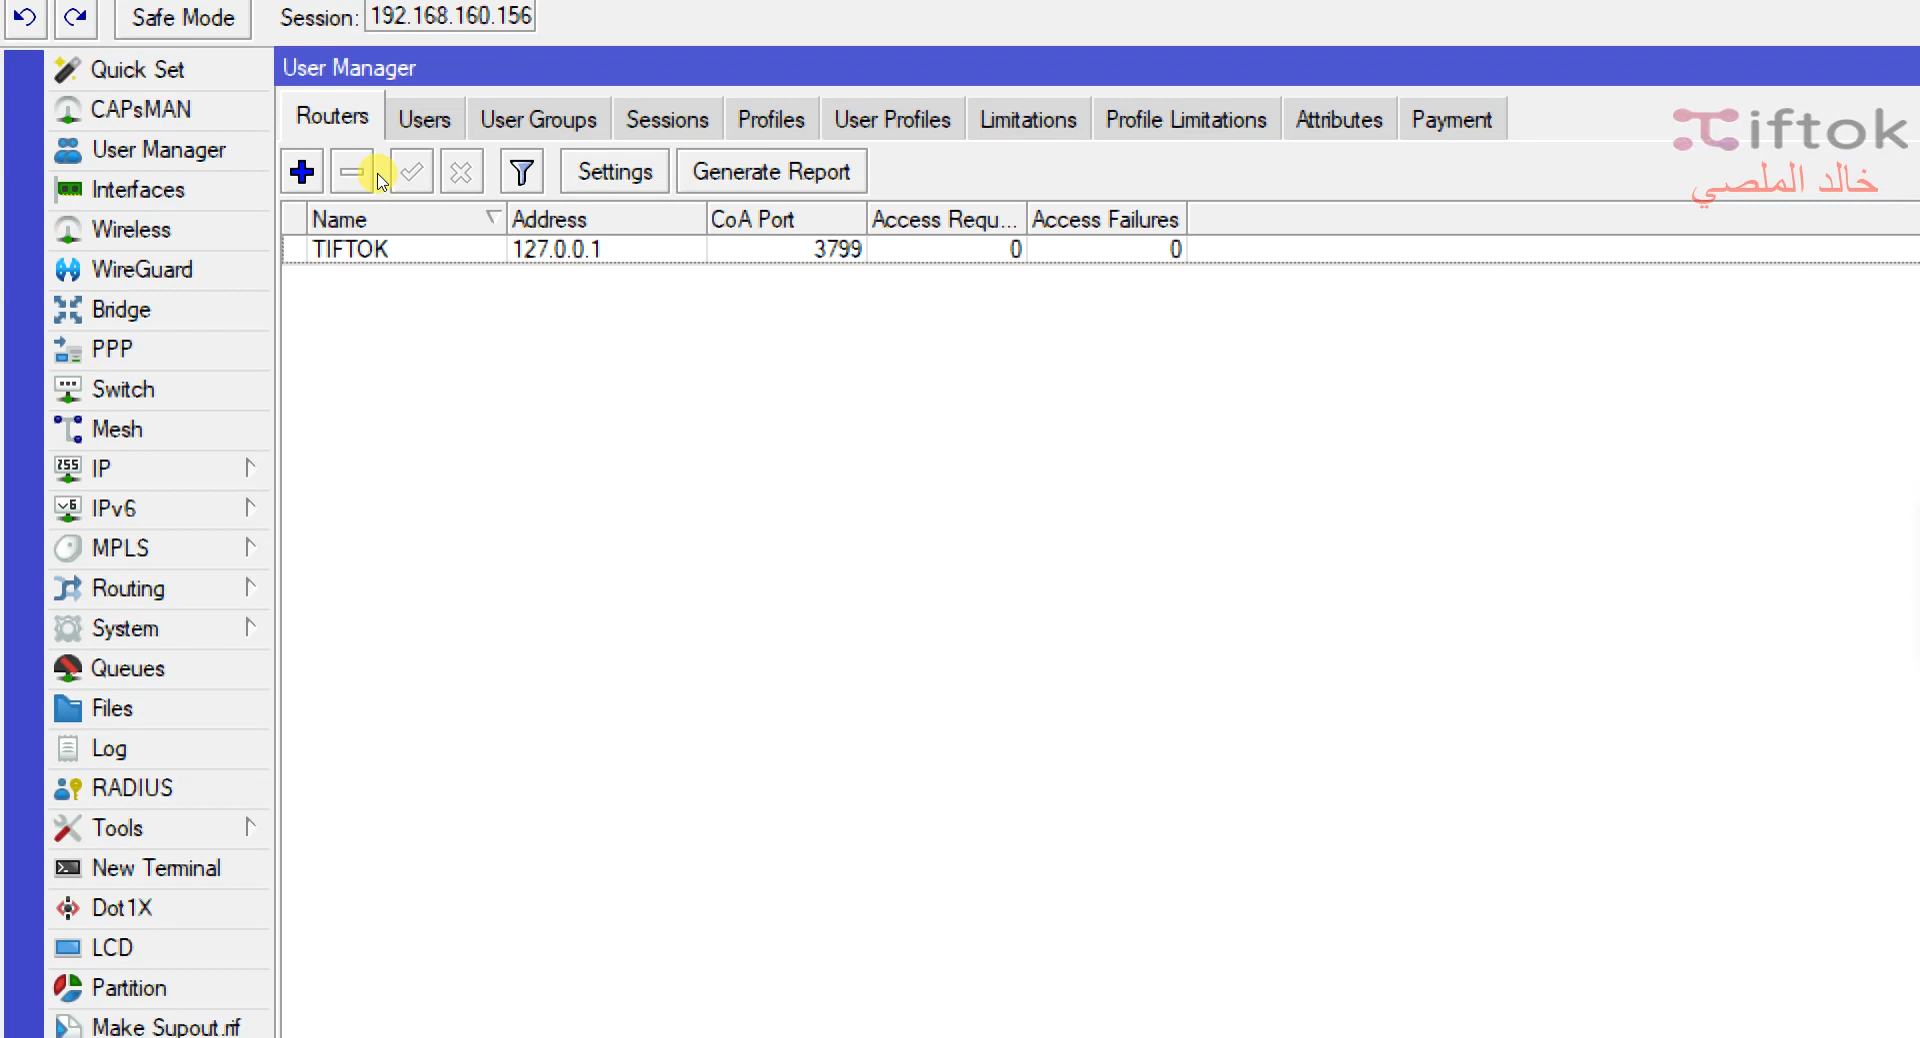 Safe Mode Session: 192.168.160.156
Quick Set
CAPsMAN
User Manager
Interfaces
Wireless
WireGuard
Bridge
PPP
Switch
Mesh
IP
IPv6
MPLS
Routing
System
Queues
Files
Log
RADIUS
Tools
New Terminal
Dot1X
LCD
Partition
Make Supout.rif
User Manager
Routers Users User Groups Sessions Profiles User Profiles Limitations Profile Limitations Attributes Payment
Settings Generate Report
Name Address CoA Port Access Requ... Access Failures
TIFTOK 127.0.0.1 3799 0 0
Tiftok
خالد الملصي